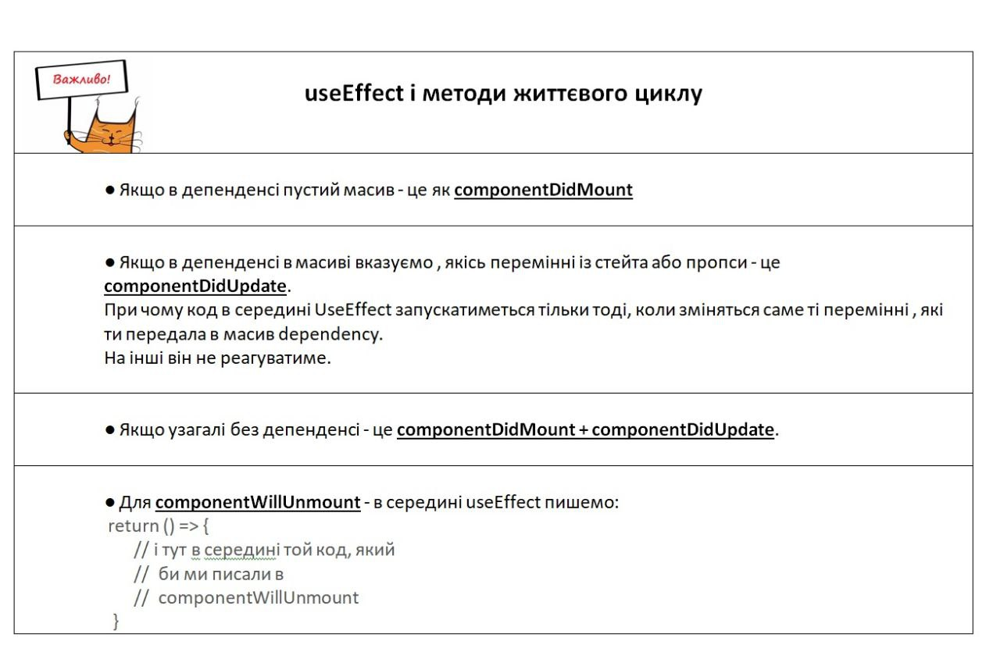 Важливо!
useEffect і методи життєвого циклу
● Якщо в депенденсі пустий масив - це як componentDidMount
● Якщо в депенденсі в масиві вказуємо , якісь перемінні із стейта або пропси - це
componentDidUpdate.
При чому код в середині UseEffect запускатиметься тільки тоді, коли зміняться саме ті перемінні , які
ти передала в масив dependency.
На інші він не реагуватиме.
● Якщо узагалі без депенденсі - це componentDidMount + componentDidUpdate.
● Для componentWillUnmount - в середині useEffect пишемо:
return () => {
// і тут в середині той код, який
// би ми писали в
// componentWillUnmount
}